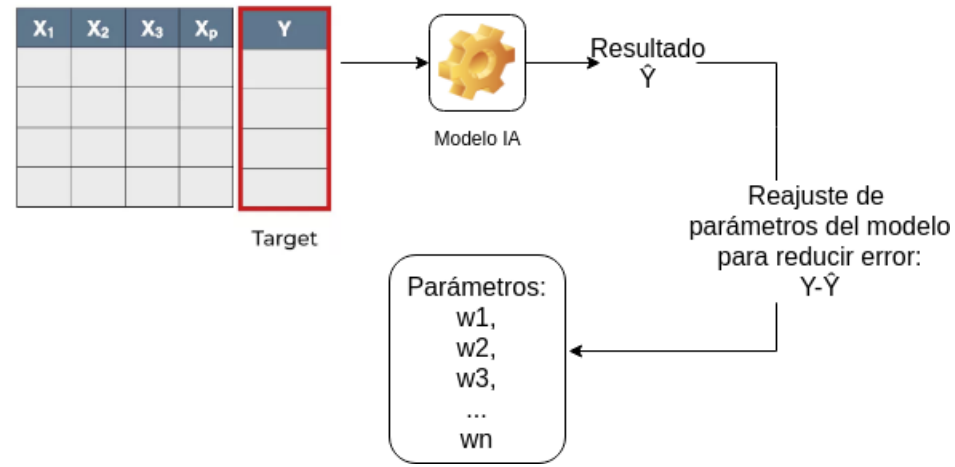 X₁ X₂ X₃ Xₚ Y
Target
Modelo IA
Resultado
Ŷ
Reajuste de
parámetros del modelo
para reducir error:
Y-Ŷ
Parámetros:
w1,
w2,
w3,
...
wn